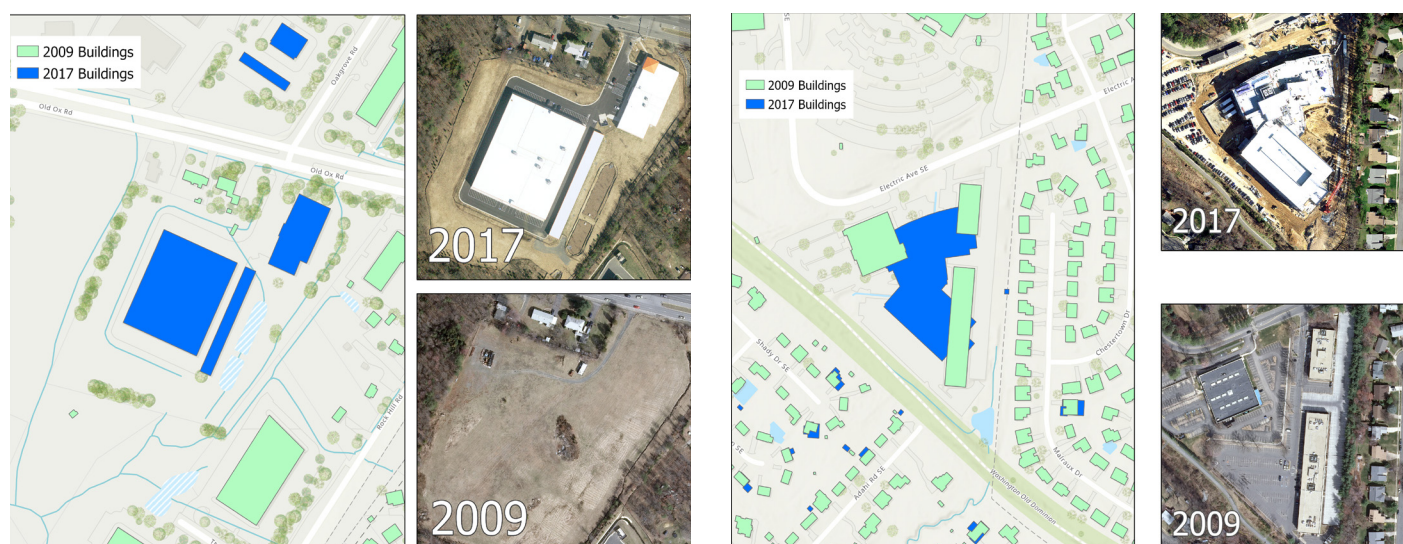 2009 Buildings
2017 Buildings
Old Ox Rd
Oakgrove Rd
Old Ox Rd
Rock Hill Rd
2017
2009
2009 Buildings
2017 Buildings
Electric Ave SE
Shady Dr SE
Adahi Rd SE
Washington Old Dominion
Malraux Dr
Chestertown Dr
2017
2009